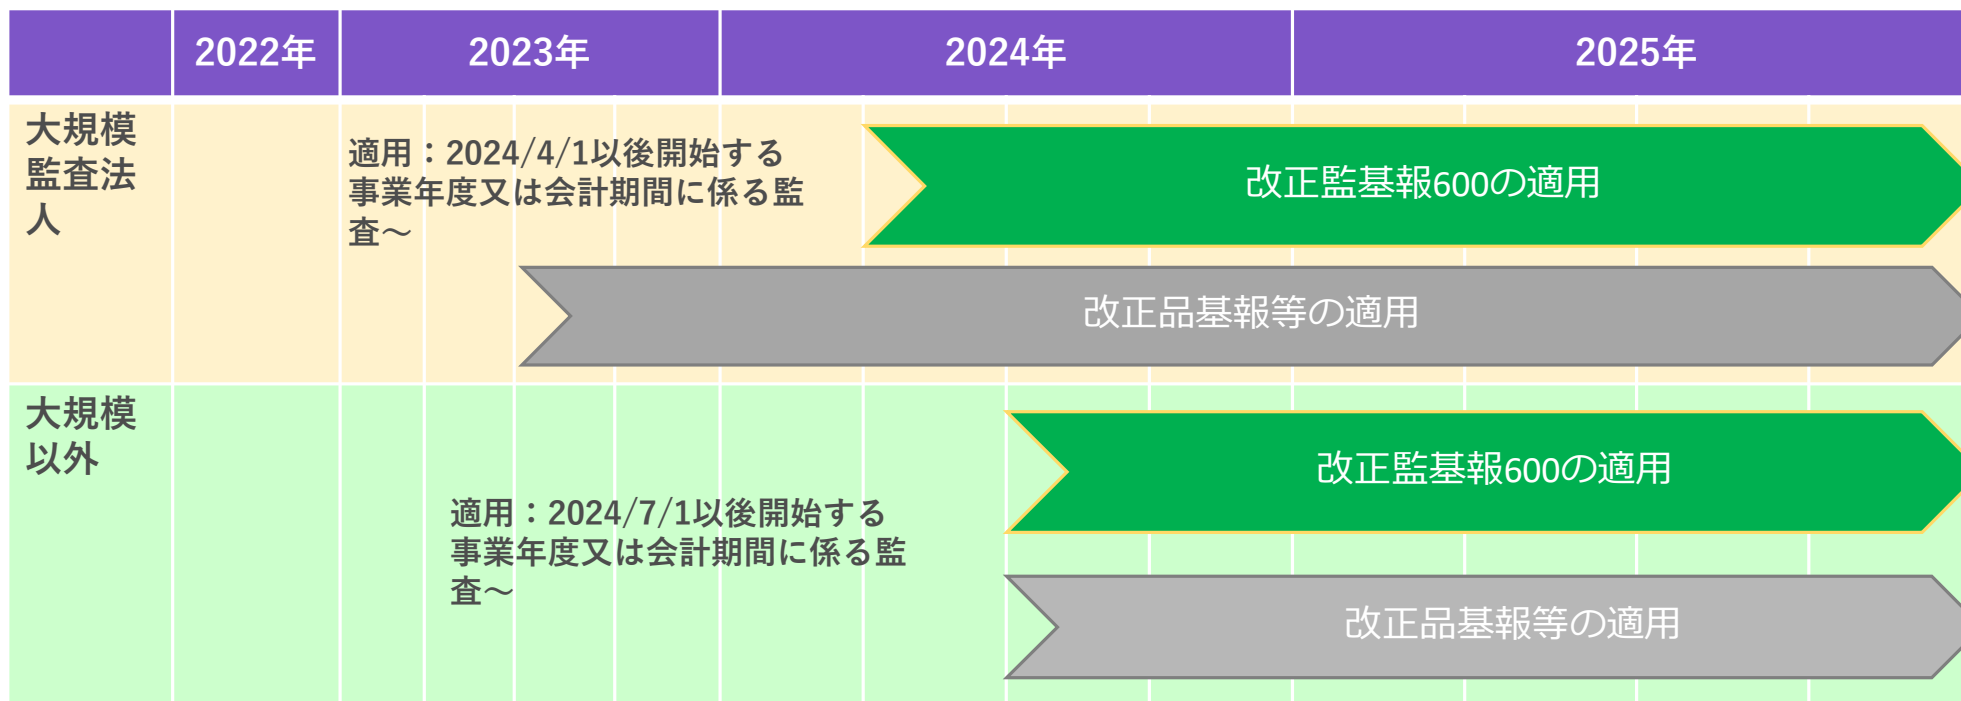 2022年 2023年 2024年 2025年
大規模
監査法
人
適用：2024/4/1以後開始する
事業年度又は会計期間に係る監
査～
改正監基報600の適用
改正品基報等の適用
大規模
以外
適用：2024/7/1以後開始する
事業年度又は会計期間に係る監
査～
改正監基報600の適用
改正品基報等の適用